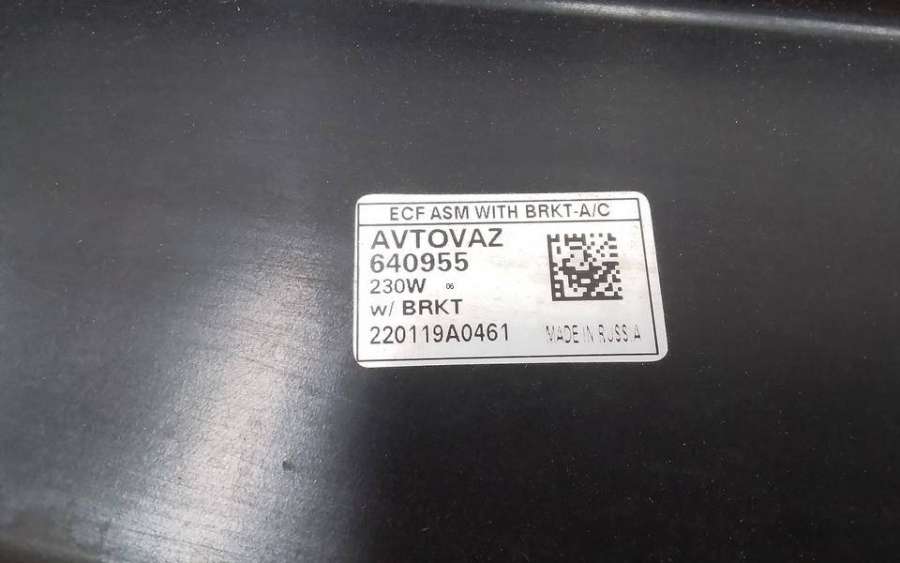 ECF ASM WITH BRKT-A/C
AVTOVAZ
640955
230W 06
w/ BRKT
220119A0461 MADE IN RUSSIA